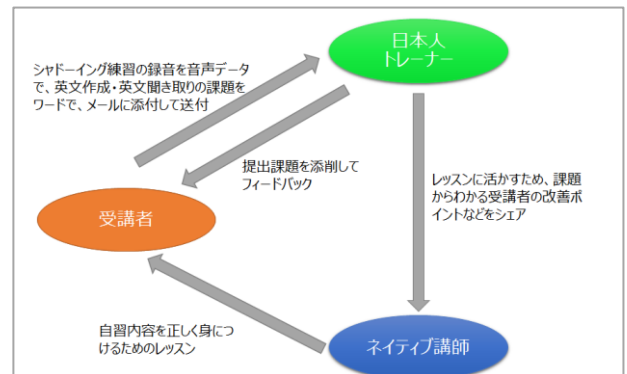 日本人
トレーナー
シャドーイング練習の録音を音声データ
で、英文作成・英文聞き取りの課題を
ワードで、メールに添付して送付
提出課題を添削して
フィードバック
レッスンに活かすため、課題
からわかる受講者の改善ポ
イントなどをシェア
受講者
自習内容を正しく身につ
けるためのレッスン
ネイティブ講師